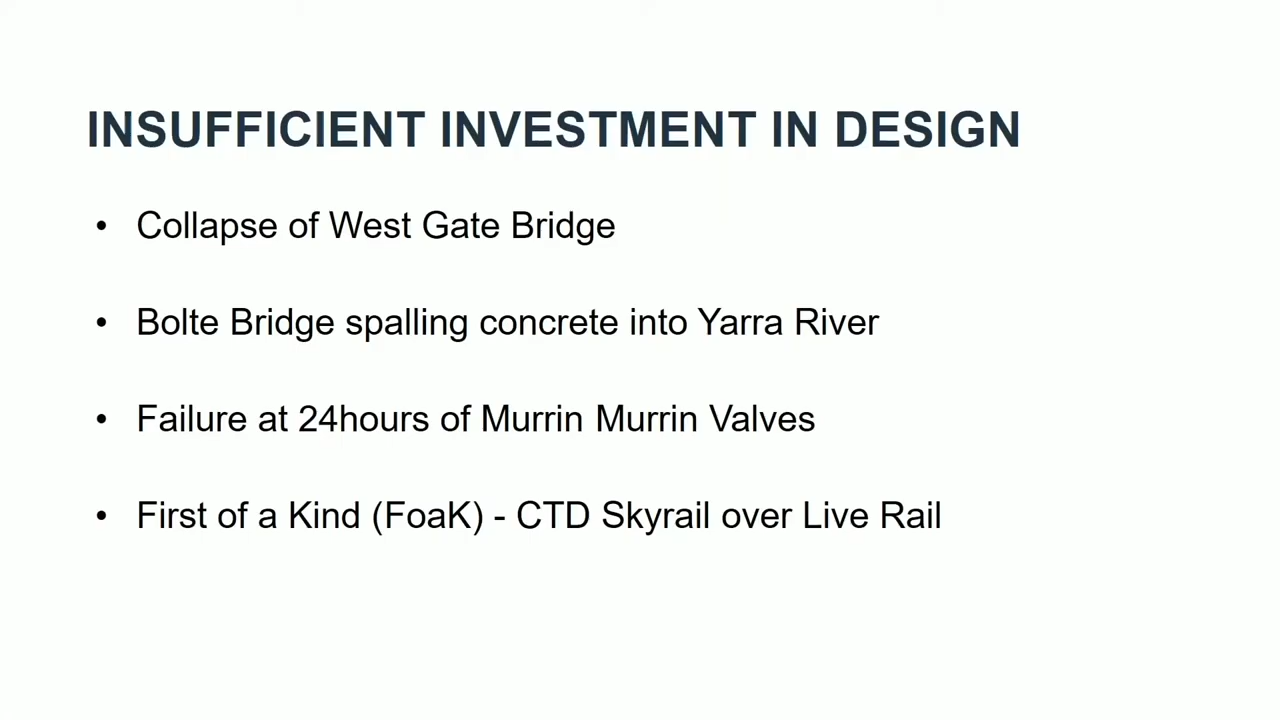 INSUFFICIENT INVESTMENT IN DESIGN
• Collapse of West Gate Bridge
• Bolte Bridge spalling concrete into Yarra River
• Failure at 24hours of Murrin Murrin Valves
• First of a Kind (FoaK) - CTD Skyrail over Live Rail